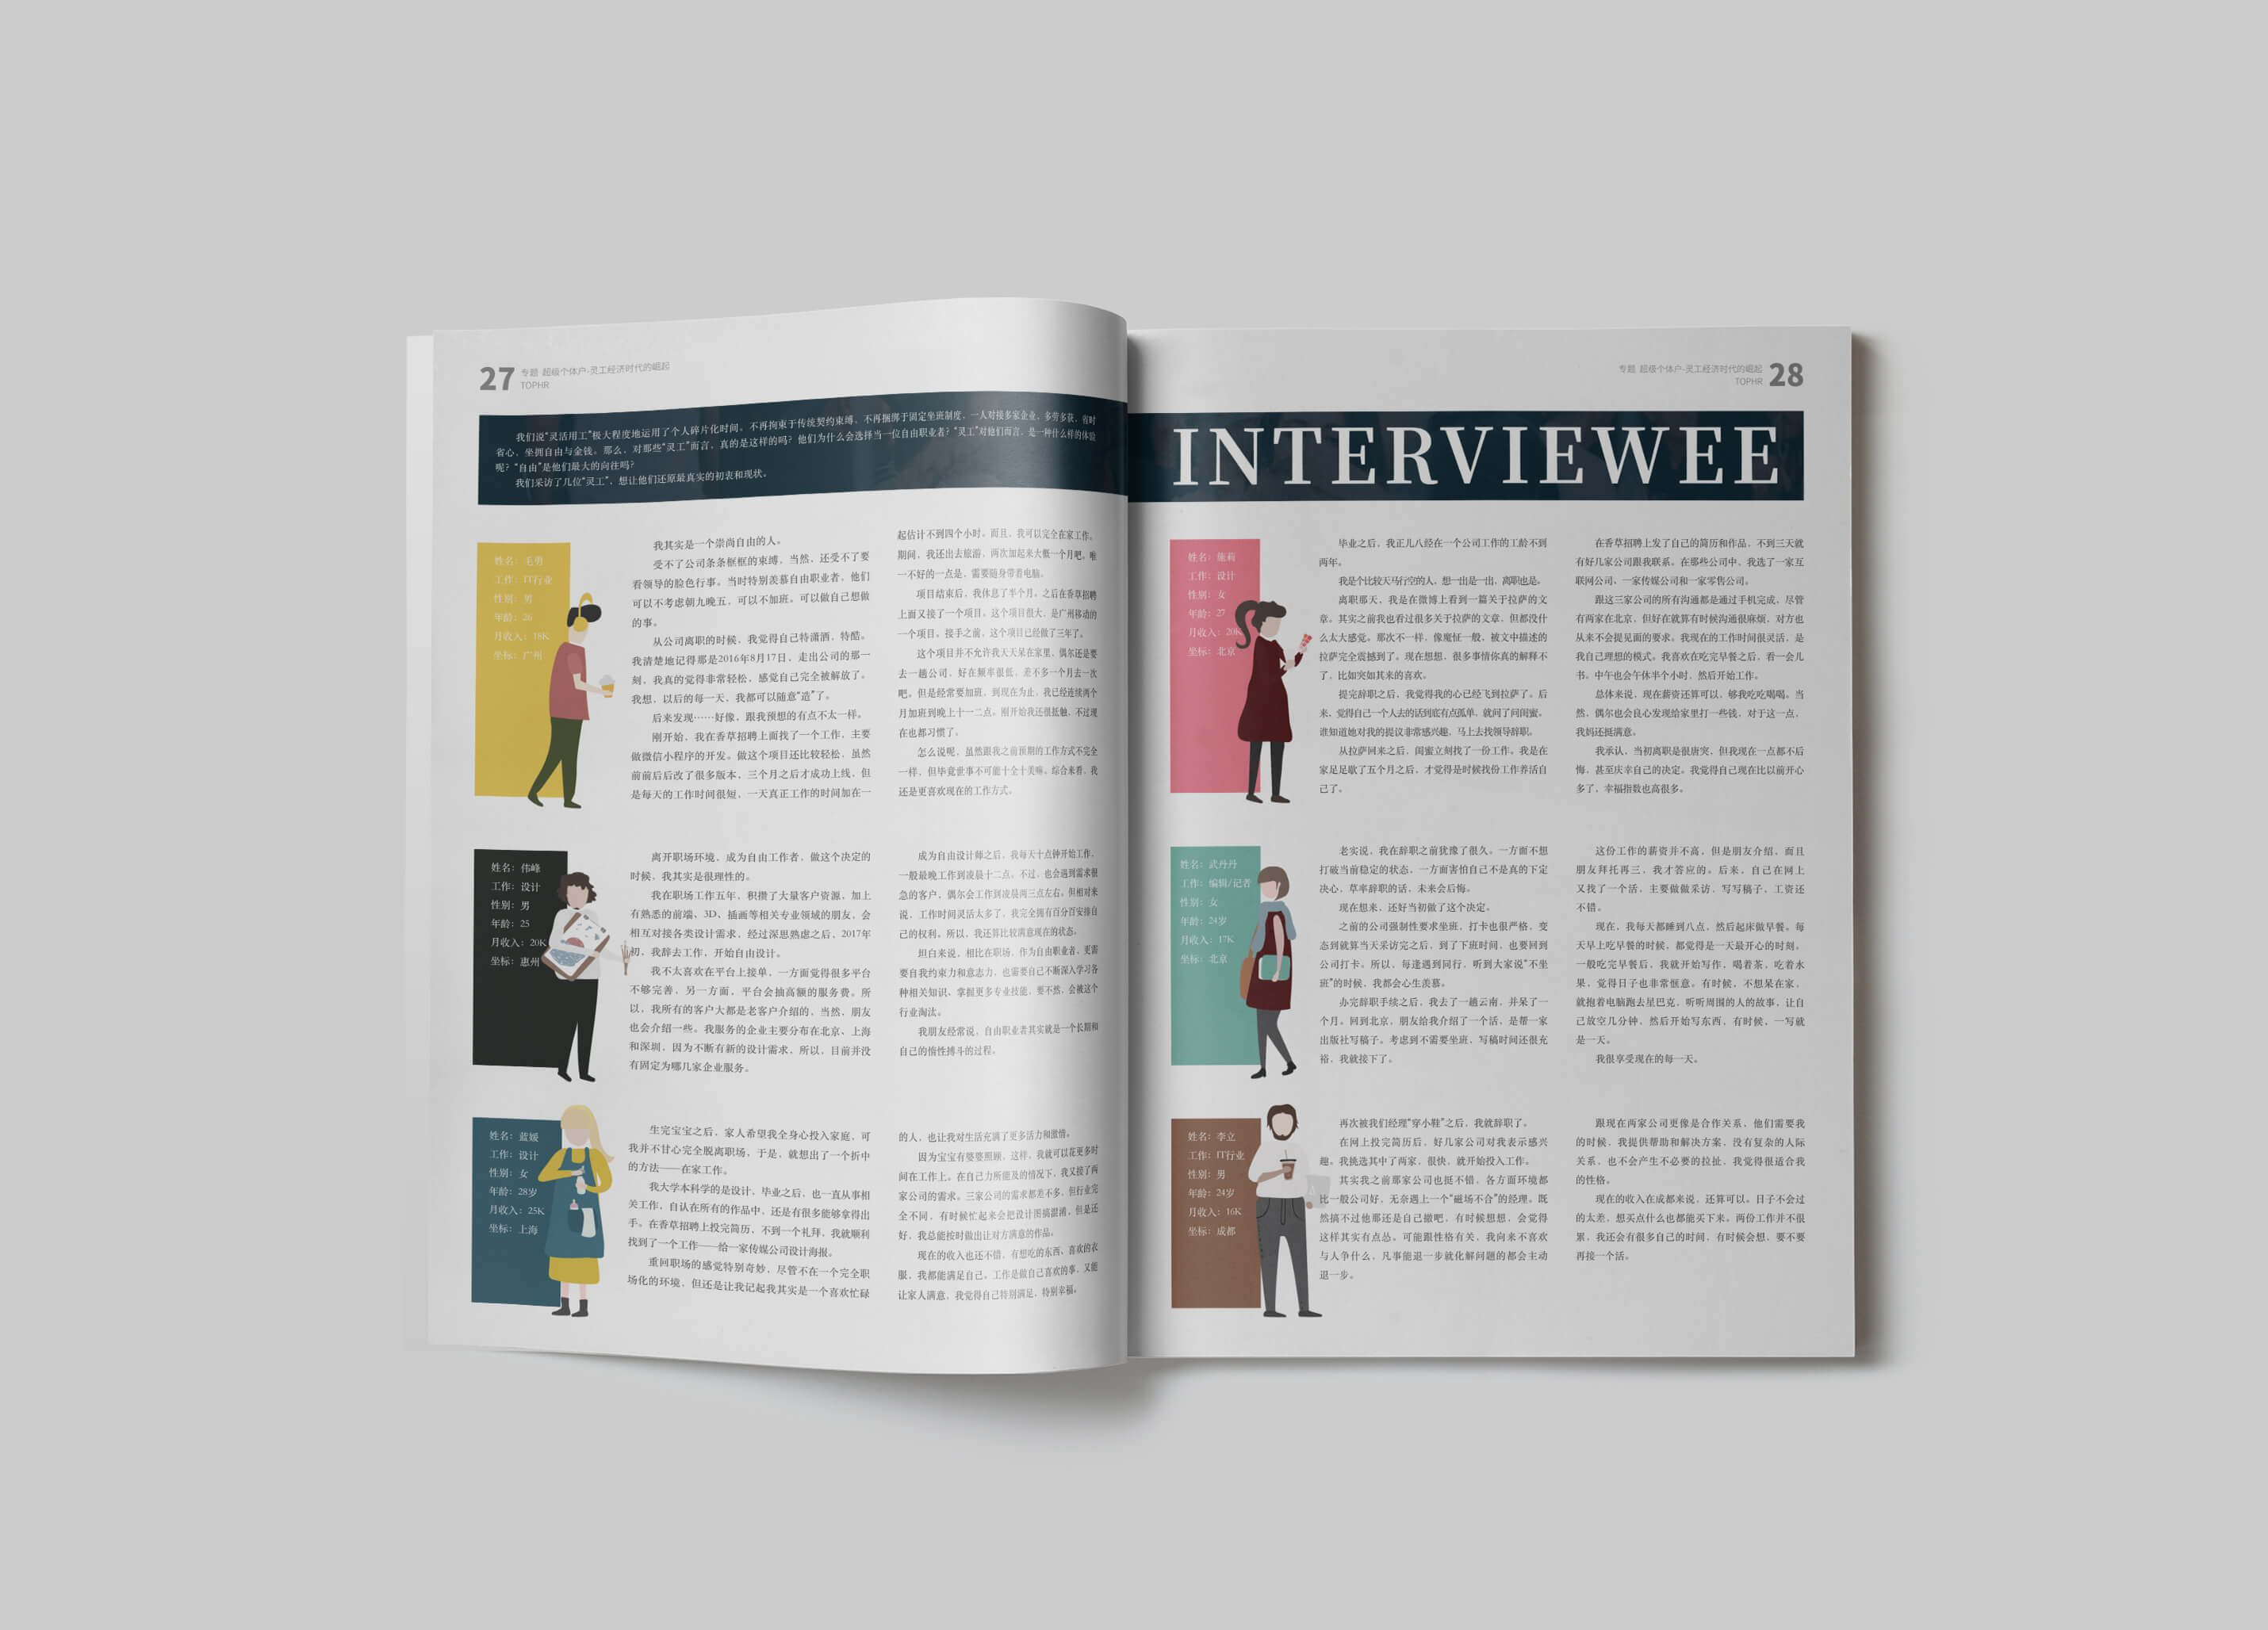 27 专题 超级个体户-灵工经济时代的崛起
TOPHR
我们说“灵活用工”极大程度地运用了个人碎片化时间。不再拘束于传统契约束缚、不再捆绑于固定坐班制度、一人对接多家企业、多劳多获、省时
省心、坐拥自由与金钱。那么、对那些“灵工”而言、真的是这样的吗？他们为什么会选择当一位自由职业者？“灵工”对他们而言、是一种什么样的体验
呢？“自由”是他们最大的向往吗？
我们采访了几位“灵工”、想让他们还原最真实的初衷和现状。
姓名：毛勇
工作：IT行业
性别：男
年龄：26
月收入：18K
坐标：广州
我其实是一个崇尚自由的人。
受不了公司条条框框的束缚，当然，还受不了要
看领导的脸色行事。当时特别羡慕自由职业者，他们
可以不考虑朝九晚五，可以不加班。可以做自己想做
的事。
从公司离职的时候，我觉得自己特潇洒，特酷。
我清楚地记得那是2016年8月17日，走出公司的那一
刻，我真的觉得非常轻松，感觉自己完全被解放了。
我想，以后的每一天，我都可以随意“造”了。
后来发现……好像，跟我预想的有点不太一样。
刚开始，我在香草招聘上面找了一个工作，主要
做微信小程序的开发。做这个项目还比较轻松，虽然
前前后后改了很多版本、三个月之后才成功上线，但
是每天的工作时间很短、一天真正工作的时间加在一
起估计不到四个小时。而且，我可以完全在家工作。
期间，我还出去旅游，两次加起来大概一个月吧。唯
一不好的一点是，需要随身带着电脑。
项目结束后，我休息了半个月。之后在香草招聘
上面又接了一个项目。这个项目很大，是广州移动的
一个项目。接手之前，这个项目已经做了三年了。
这个项目并不允许我天天呆在家里，偶尔还是要
去一趟公司，好在频率很低，差不多一个月去一次
吧。但是经常要加班，到现在为止，我已经连续两个
月加班到晚上十一二点。刚开始我还很抵触，不过现
在也都习惯了。
怎么说呢，虽然跟我之前预期的工作方式不完全
一样，但毕竟世事不可能十全十美嘛。综合来看，我
还是更喜欢现在的工作方式。
姓名：伟峰
工作：设计
性别：男
年龄：25
月收入：20K
坐标：惠州
离开职场环境、成为自由工作者，做这个决定的
时候，我其实是很理性的。
我在职场工作五年，积攒了大量客户资源，加上
有熟悉的前端、3D、插画等相关专业领域的朋友，会
相互对接各类设计需求，经过深思熟虑之后，2017年
初，我辞去工作，开始自由设计。
我不太喜欢在平台上接单，一方面觉得很多平台
不够完善，另一方面，平台会抽高额的服务费。所
以，我所有的客户大都是老客户介绍的，当然，朋友
也会介绍一些。我服务的企业主要分布在北京、上海
和深圳，因为不断有新的设计需求，所以，目前并没
有固定为哪几家企业服务。
成为自由设计师之后，我每天十点钟开始工作，
一般最晚工作到凌晨十二点。不过，也会遇到需求很
急的客户，偶尔会工作到凌晨两三点左右。但相对来
说，工作时间灵活太多了，我完全拥有百分百安排自
己的权利。所以，我还算比较满意现在的状态。
坦白来说，相比在职场，作为自由职业者，更需
要自我约束力和意志力，也需要自己不断深入学习各
种相关知识，掌握更多专业技能，要不然，会被这个
行业淘汰。
我朋友经常说，自由职业者其实就是一个长期和
自己的惰性搏斗的过程。
姓名：蓝媛
工作：设计
性别：女
年龄：28岁
月收入：25K
坐标：上海
生完宝宝之后，家人希望我全身心投入家庭，可
我并不甘心完全脱离职场，于是，就想出了一个折中
的方法——在家工作。
我大学本科学的是设计，毕业之后，也一直从事相
关工作，自认在所有的作品中，还是有很多能够拿得出
手。在香草招聘上投完简历，不到一个礼拜，我就顺利
找到了一个工作——给一家传媒公司设计海报。
重回职场的感觉特别奇妙，尽管不在一个完全职
场化的环境，但还是让我记起我其实是一个喜欢忙碌
的人，也让我对生活充满了更多活力和激情。
因为宝宝有婆婆照顾，这样，我就可以花更多时
间在工作上。在自己力所能及的情况下，我又接了两
家公司的需求。三家公司的需求都差不多，但行业完
全不同，有时候忙起来会把设计图搞混淆，但是还
好，我总能按时做出让对方满意的作品。
现在的收入也还不错，有想吃的东西、喜欢的衣
服，我都能满足自己。工作是做自己喜欢的事，又能
让家人满意，我觉得自己特别满足，特别幸福。
专题 超级个体户-灵工经济时代的崛起 28
TOPHR
INTERVIEWEE
姓名：施莉
工作：设计
性别：女
年龄：27
月收入：20K
坐标：北京
毕业之后，我正儿八经在一个公司工作的工龄不到
两年。
我是个比较天马行空的人，想一出是一出，离职也是。
离职那天，我是在微博上看到一篇关于拉萨的文
章。其实之前我也看过很多关于拉萨的文章，但都没什
么太大感觉。那次不一样，像魔怔一般，被文中描述的
拉萨完全震撼到了。现在想想，很多事情你真的解释不
了，比如突如其来的喜欢。
提完辞职之后，我觉得我的心已经飞到拉萨了。后
来，觉得自己一个人去的话到底有点孤单，就问了问闺蜜。
谁知道她对我的提议非常感兴趣，马上去找领导辞职。
从拉萨回来之后，闺蜜立刻找了一份工作。我是在
家足足歇了五个月之后，才觉得是时候找份工作养活自
己了。
在香草招聘上发了自己的简历和作品，不到三天就
有好几家公司跟我联系。在那些公司中，我选了一家互
联网公司，一家传媒公司和一家零售公司。
跟这三家公司的所有沟通都是通过手机完成，尽管
有两家在北京，但好在就算有时候沟通很麻烦，对方也
从来不会提见面的要求。我现在的工作时间很灵活，是
我自己理想的模式。我喜欢在吃完早餐之后，看一会儿
书。中午也会午休半个小时，然后开始工作。
总体来说，现在薪资还算可以，够我吃吃喝喝。当
然，偶尔也会良心发现给家里打一些钱，对于这一点，
我妈还挺满意。
我承认，当初离职是很唐突，但我现在一点都不后
悔，甚至庆幸自己的决定。我觉得自己现在比以前开心
多了，幸福指数也高很多。
姓名：武丹丹
工作：编辑/记者
性别：女
年龄：24岁
月收入：17K
坐标：北京
老实说，我在辞职之前犹豫了很久。一方面不想
打破当前稳定的状态，一方面害怕自己不是真的下定
决心，草率辞职的话，未来会后悔。
现在想来，还好当初做了这个决定。
之前的公司强制性要求坐班，打卡也很严格，变
态到就算当天采访完之后，到了下班时间，也要回到
公司打卡。所以，每逢遇到同行，听到大家说“不坐
班”的时候，我都会心生羡慕。
办完辞职手续之后，我去了一趟云南，并呆了一
个月。回到北京，朋友给我介绍了一个活，是帮一家
出版社写稿子。考虑到不需要坐班，写稿时间还很充
裕，我就接下了。
这份工作的薪资并不高，但是朋友介绍，而且
朋友拜托再三，我才答应的。后来，自己在网上
又找了一个活，主要做做采访，写写稿子，工资还
不错。
现在，我每天都睡到八点，然后起床做早餐。每
天早上吃早餐的时候，都觉得是一天最开心的时刻。
一般吃完早餐后，我就开始写作，喝着茶，吃着水
果，觉得日子也非常惬意。有时候，不想呆在家，
就抱着电脑跑去星巴克，听听周围的人的故事，让自
己放空几分钟，然后开始写东西，有时候，一写就
是一天。
我很享受现在的每一天。
姓名：李立
工作：IT行业
性别：男
年龄：24岁
月收入：16K
坐标：成都
再次被我们经理“穿小鞋”之后，我就辞职了。
在网上投完简历后，好几家公司对我表示感兴
趣。我挑选其中了两家，很快，就开始投入工作。
其实我之前那家公司也挺不错，各方面环境都
比一般公司好，无奈遇上一个“磁场不合”的经理。既
然搞不过他那还是自己撤吧，有时候想想，会觉得
这样其实有点怂。可能跟性格有关，我向来不喜欢
与人争什么，凡事能退一步就化解问题的都会主动
退一步。
跟现在两家公司更像是合作关系，他们需要我
的时候，我提供帮助和解决方案，没有复杂的人际
关系，也不会产生不必要的拉扯，我觉得很适合我
的性格。
现在的收入在成都来说，还算可以。日子不会过
的太差，想买点什么也都能买下来。两份工作并不很
累，我还会有很多自己的时间，有时候会想，要不要
再接一个活。